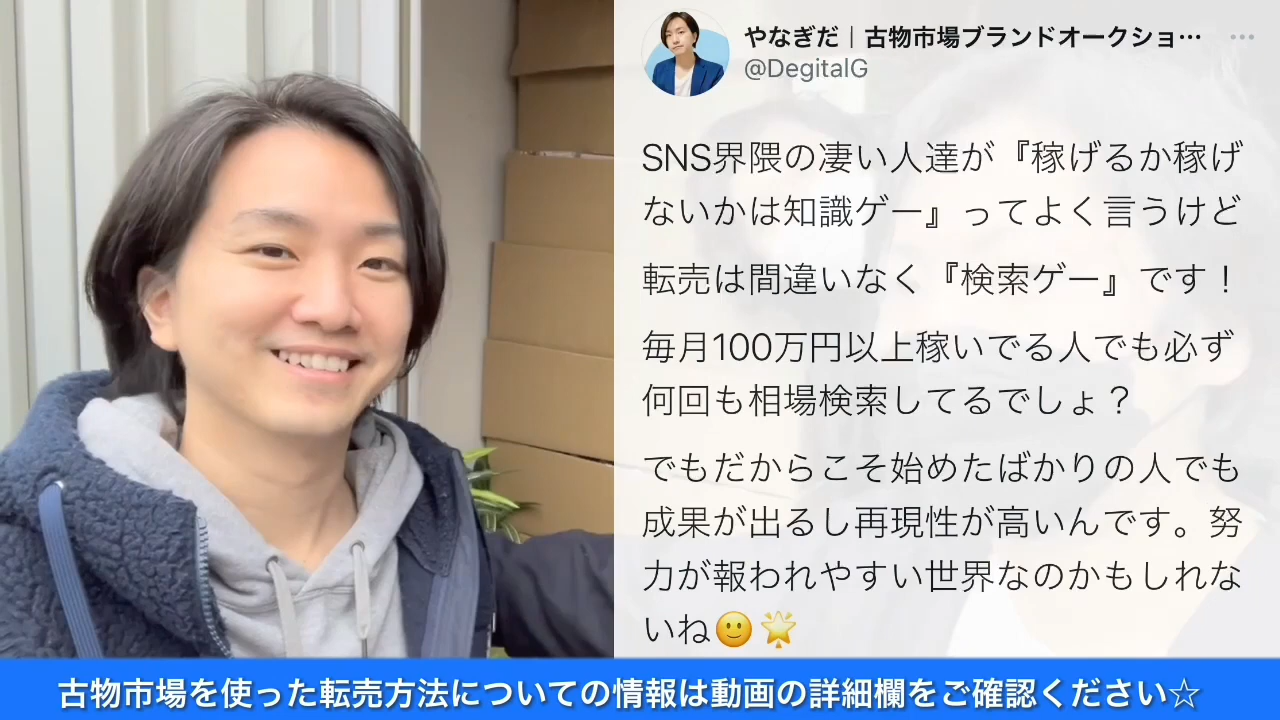 やなぎだ｜古物市場ブランドオークショ…
@DegitalG
SNS界隈の凄い人達が『稼げるか稼げ
ないかは知識ゲー』ってよく言うけど
転売は間違いなく『検索ゲー』です！
毎月100万円以上稼いでる人でも必ず
何回も相場検索してるでしょ？
でもだからこそ始めたばかりの人でも
成果が出るし再現性が高いんです。努
力が報われやすい世界なのかもしれな
いね🙂🌟
古物市場を使った転売方法についての情報は動画の詳細欄をご確認ください☆